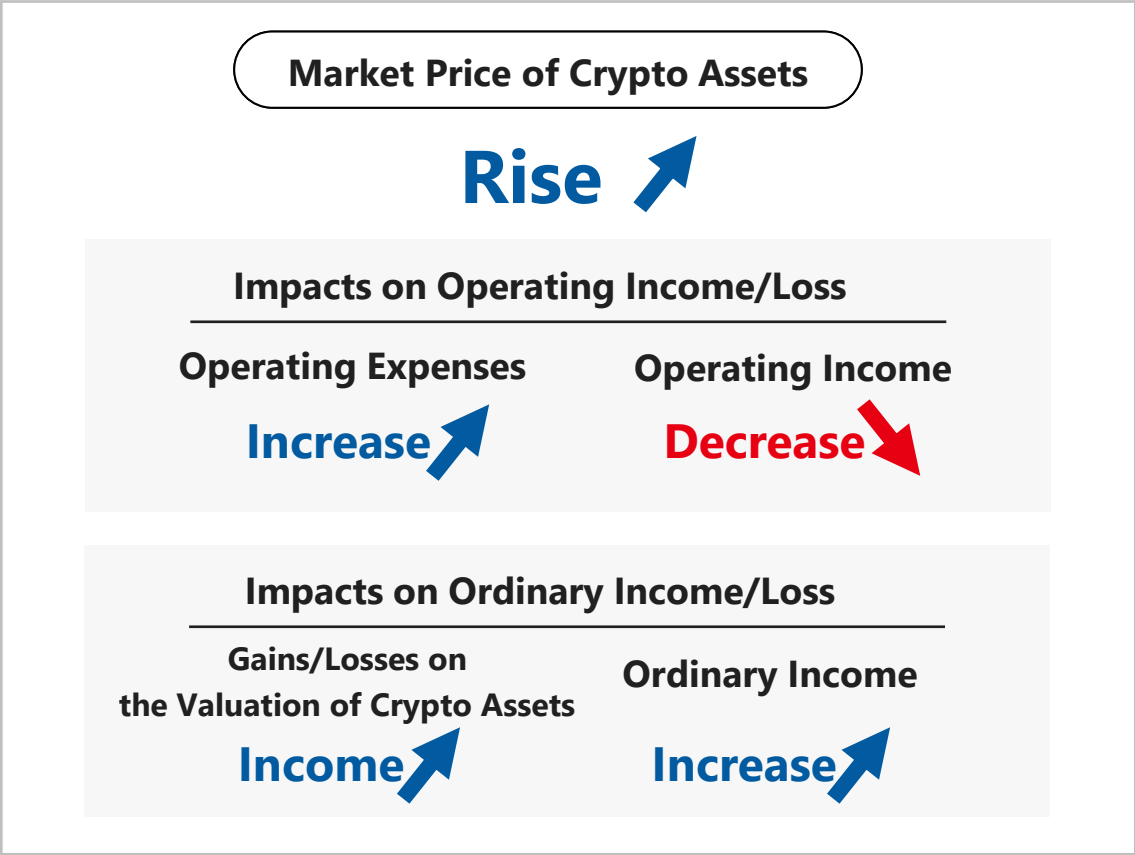 Market Price of Crypto Assets
Rise
Impacts on Operating Income/Loss
Operating Expenses
Operating Income
Increase
Decrease
Impacts on Ordinary Income/Loss
Gains/Losses on
the Valuation of Crypto Assets
Ordinary Income
Income
Increase